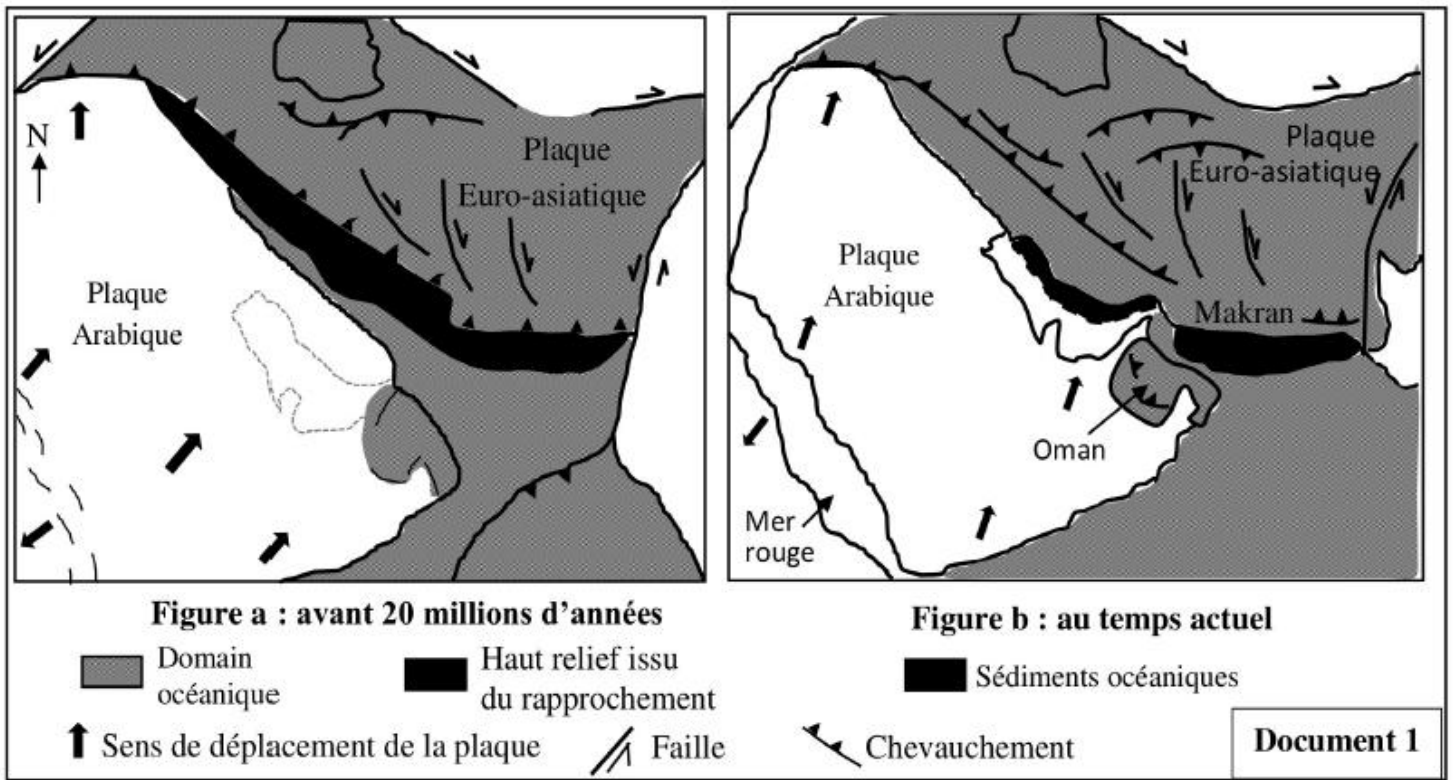 N
Plaque
Euro-asiatique
Plaque
Arabique
Plaque
Euro-asiatique
Plaque
Arabique
Makran
Oman
Mer
rouge
Figure a : avant 20 millions d’années
Figure b : au temps actuel
Domain
océanique
Haut relief issu
du rapprochement
Sédiments océaniques
Sens de déplacement de la plaque
Faille
Chevauchement
Document 1